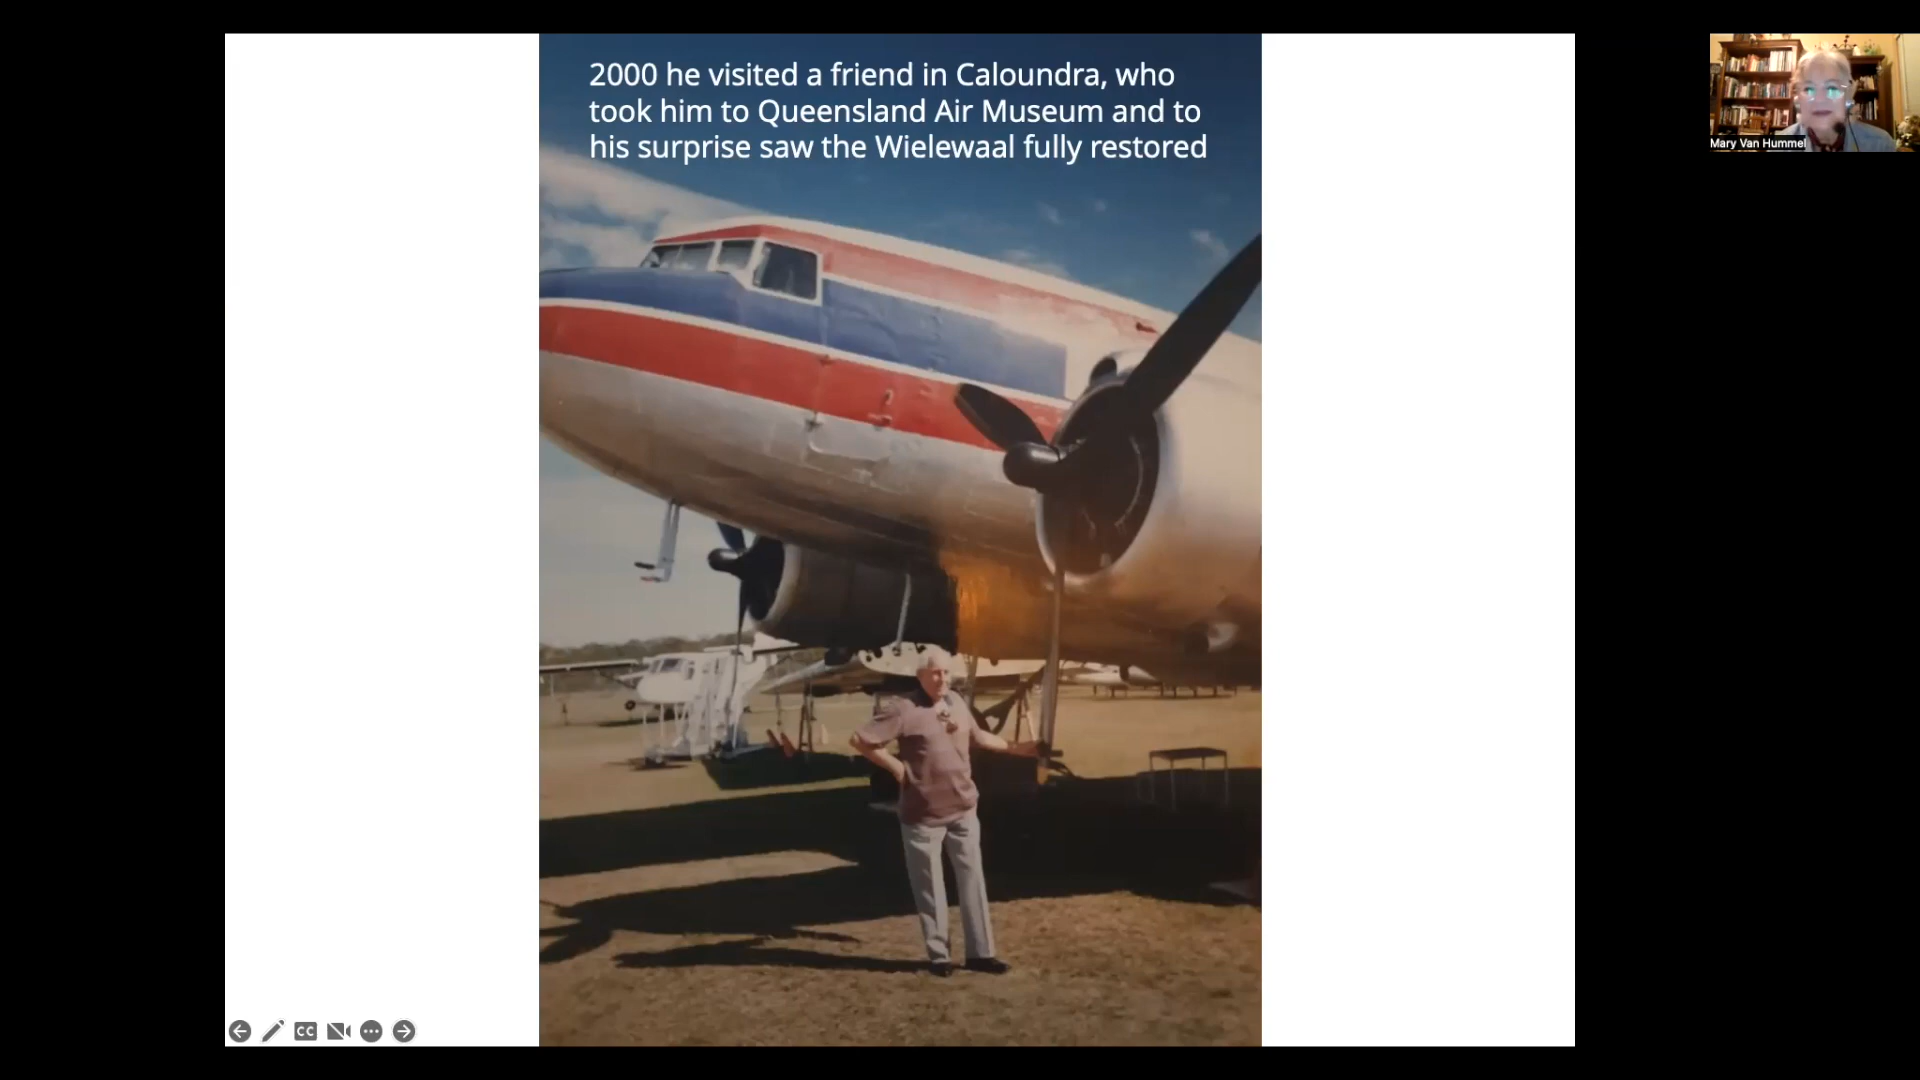 2000 he visited a friend in Caloundra, who
took him to Queensland Air Museum and to
his surprise saw the Wielewaal fully restored
Mary Van Hummel
CC